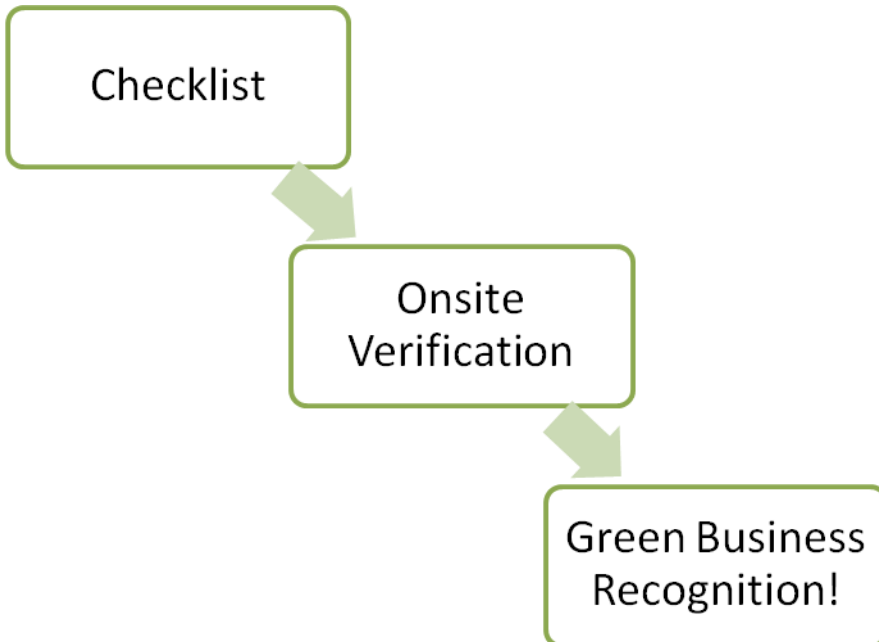 Checklist
Onsite
Verification
Green Business
Recognition!